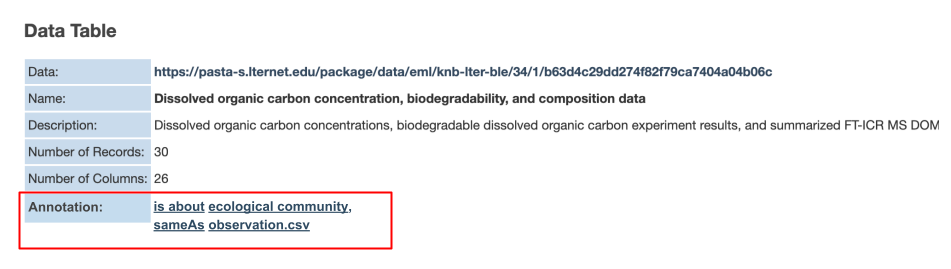 Data Table
Data: https://pasta-s.lternet.edu/package/data/eml/knb-lter-ble/34/1/b63d4c29dd274f82f79ca7404a04b06c
Name: Dissolved organic carbon concentration, biodegradability, and composition data
Description: Dissolved organic carbon concentrations, biodegradable dissolved organic carbon experiment results, and summarized FT-ICR MS DOM
Number of Records: 30
Number of Columns: 26
Annotation: is about ecological community,
sameAs observation.csv